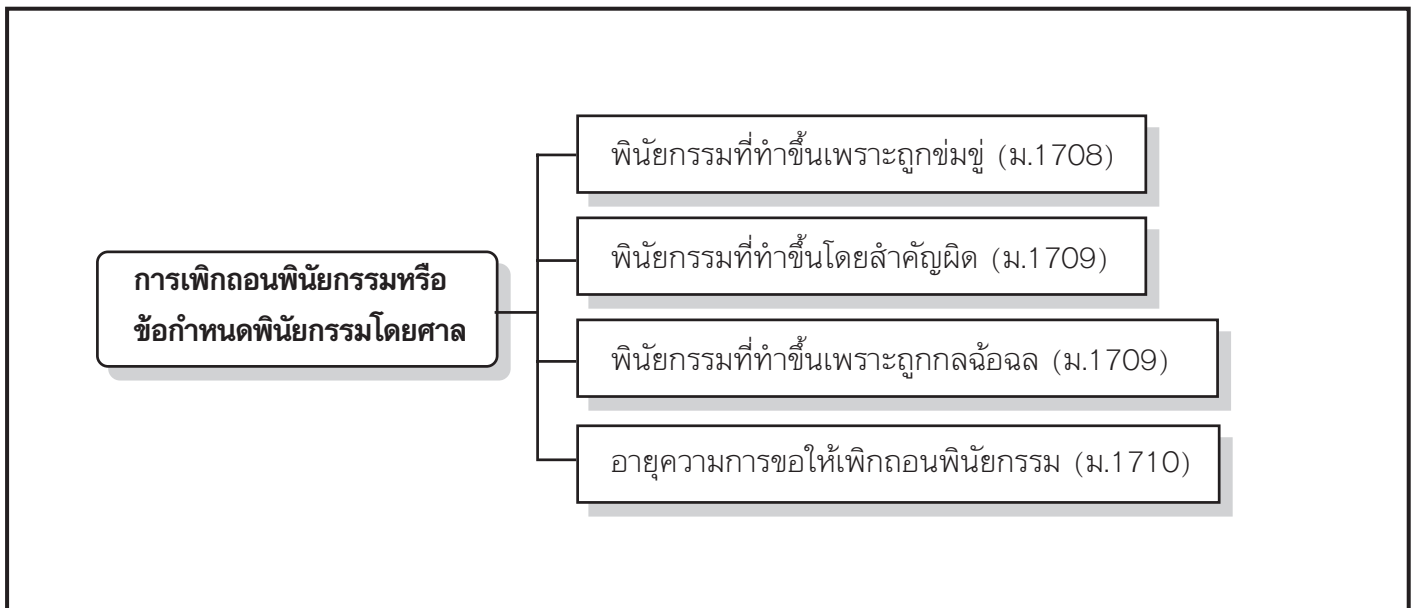 พินัยกรรมที่ทำขึ้นเพราะถูกข่มขู่ (ม.1708)
พินัยกรรมที่ทำขึ้นโดยสำคัญผิด (ม.1709)
การเพิกถอนพินัยกรรมหรือ
ข้อกำหนดพินัยกรรมโดยศาล
พินัยกรรมที่ทำขึ้นเพราะถูกกลฉ้อฉล (ม.1709)
อายุความการขอให้เพิกถอนพินัยกรรม (ม.1710)